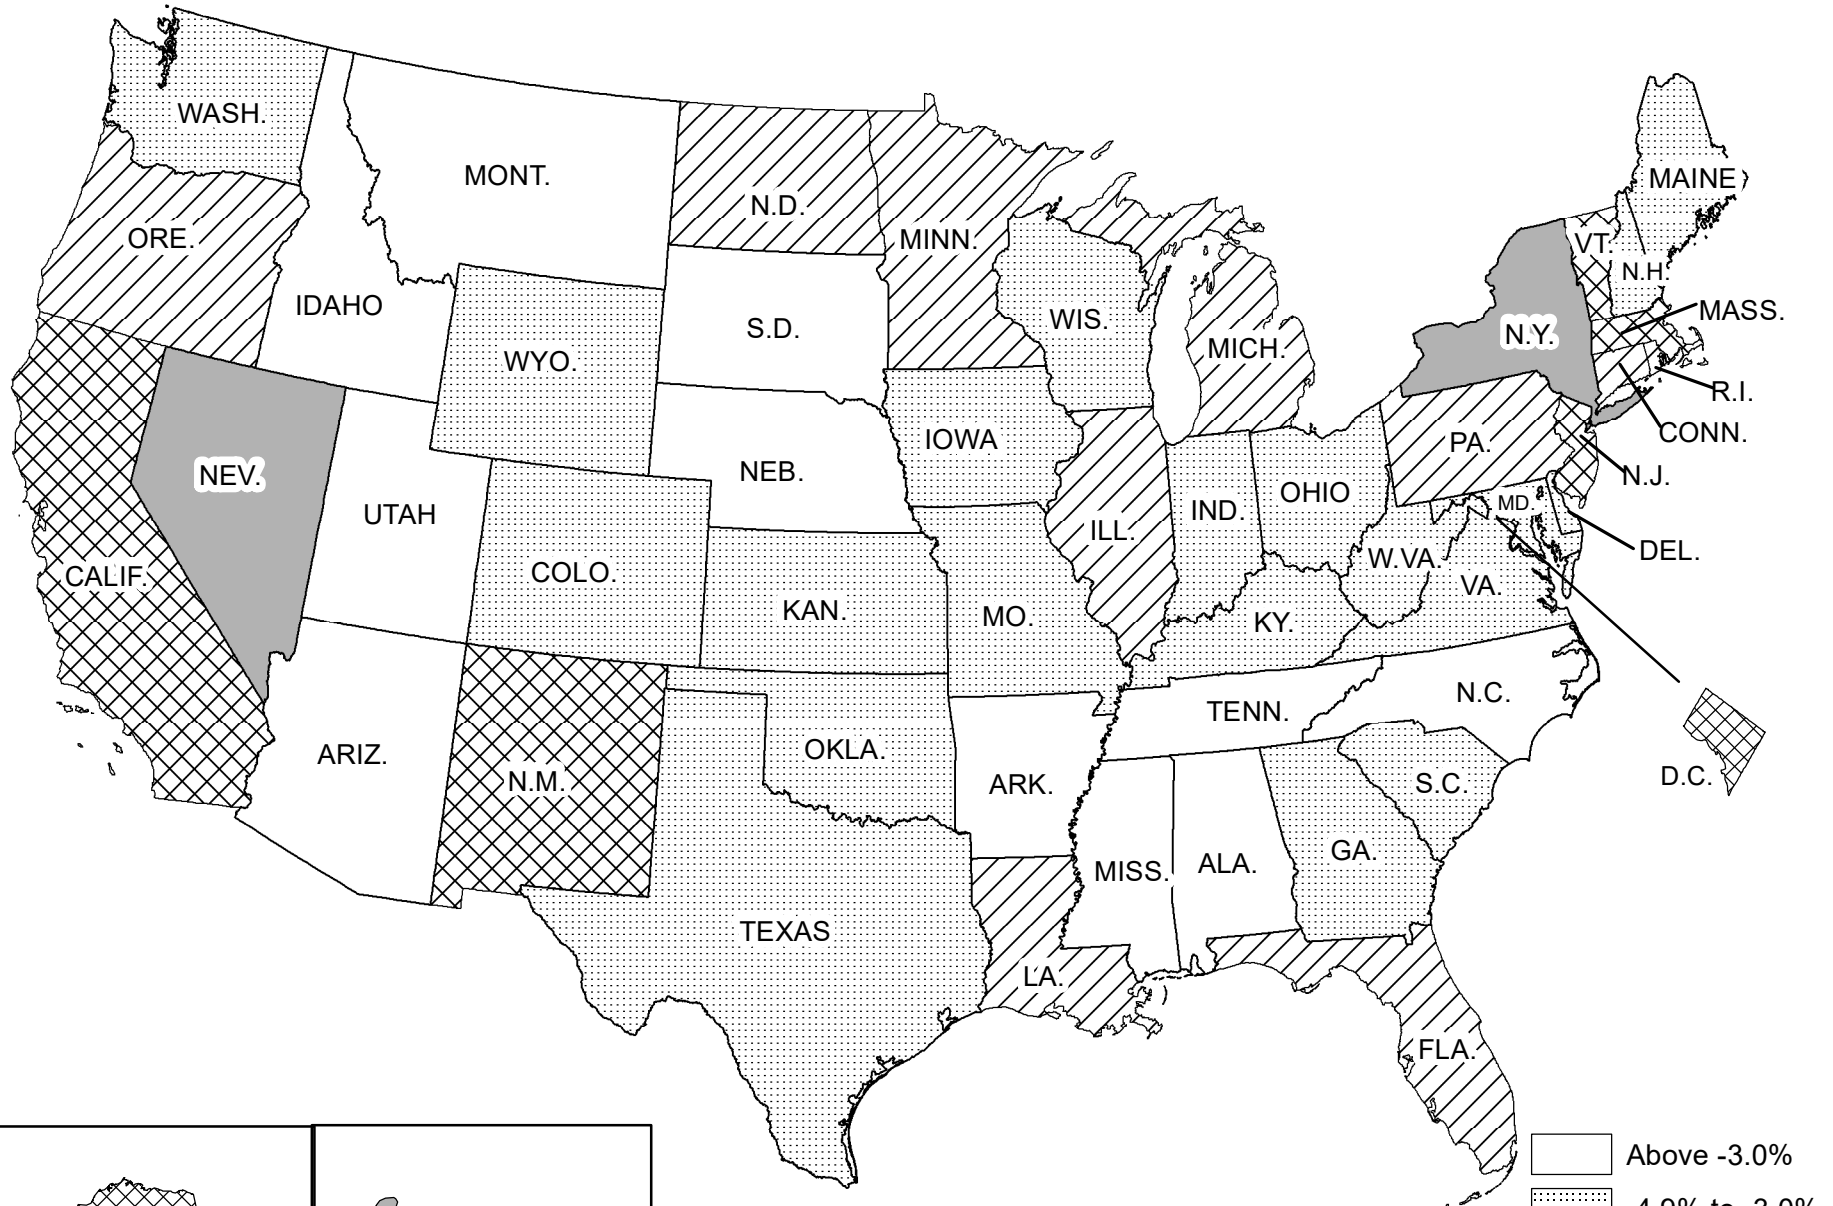 WASH.
MONT.
N.D.
MINN.
MAINE
ORE.
VT.
N.H.
IDAHO
S.D.
WIS.
MICH.
N.Y.
MASS.
WYO.
R.I.
IOWA
PA.
CONN.
NEV.
NEB.
N.J.
UTAH
OHIO
MD.
ILL.
IND.
DEL.
CALIF.
COLO.
W.VA.
VA.
KAN.
MO.
KY.
N.C.
TENN.
ARIZ.
OKLA.
N.M.
ARK.
S.C.
D.C.
GA.
MISS.
ALA.
TEXAS
LA.
FLA.
Above -3.0%